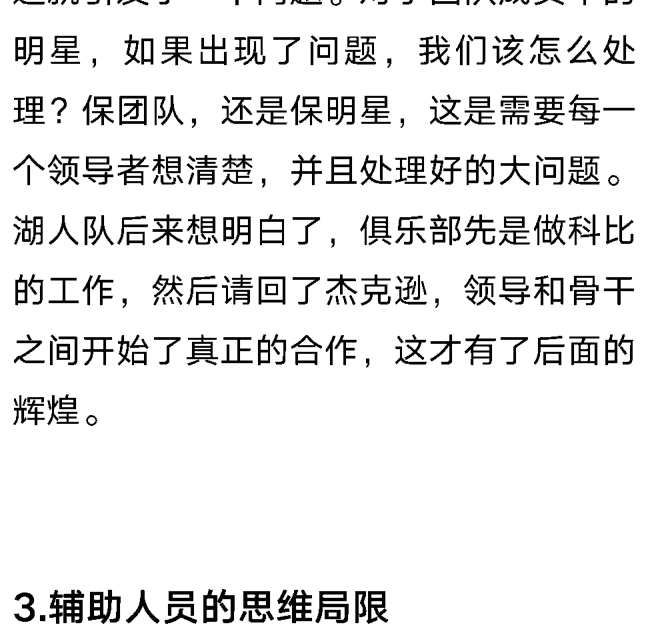 明星，如果出现了问题，我们该怎么处
理？保团队，还是保明星，这是需要每一
个领导者想清楚，并且处理好的大问题。
湖人队后来想明白了，俱乐部先是做科比
的工作，然后请回了杰克逊，领导和骨干
之间开始了真正的合作，这才有了后面的
辉煌。
3.辅助人员的思维局限